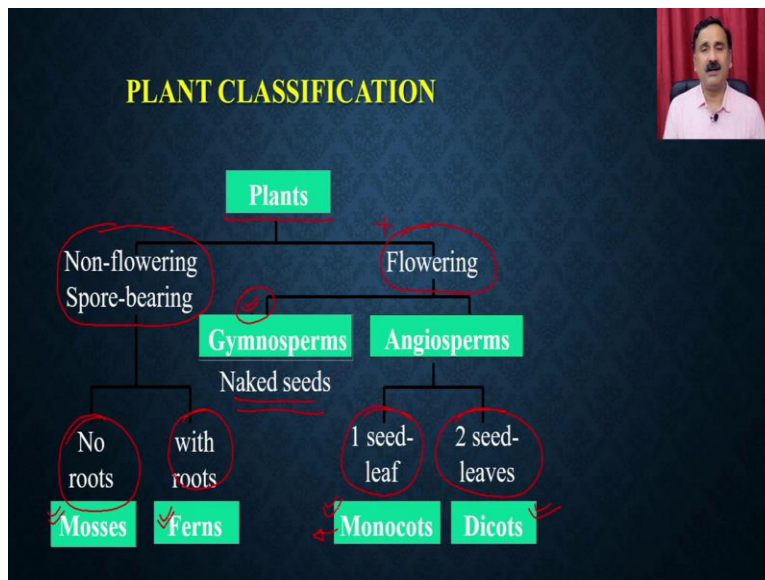 PLANT CLASSIFICATION
Plants
Non-flowering
Spore-bearing
Flowering
Gymnosperms
Angiosperms
Naked seeds
No
roots
with
roots
1 seed-
leaf
2 seed-
leaves
Mosses
Ferns
Monocots
Dicots